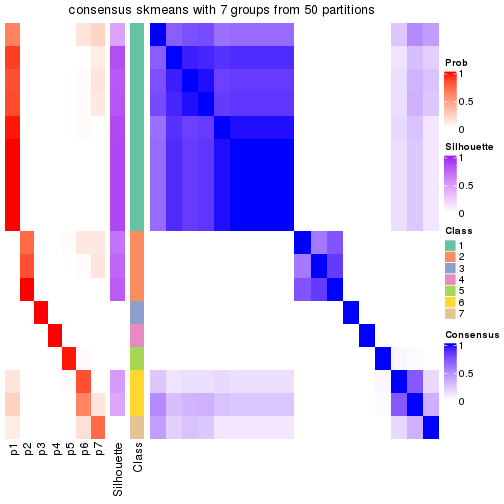 consensus skmeans with 7 groups from 50 partitions
Prob
1
0.5
0
Silhouette
1
0.5
0
Class
1
2
3
4
5
6
7
Consensus
1
0.5
0
p1
p2
p3
p4
p5
p6
p7
Silhouette
Class